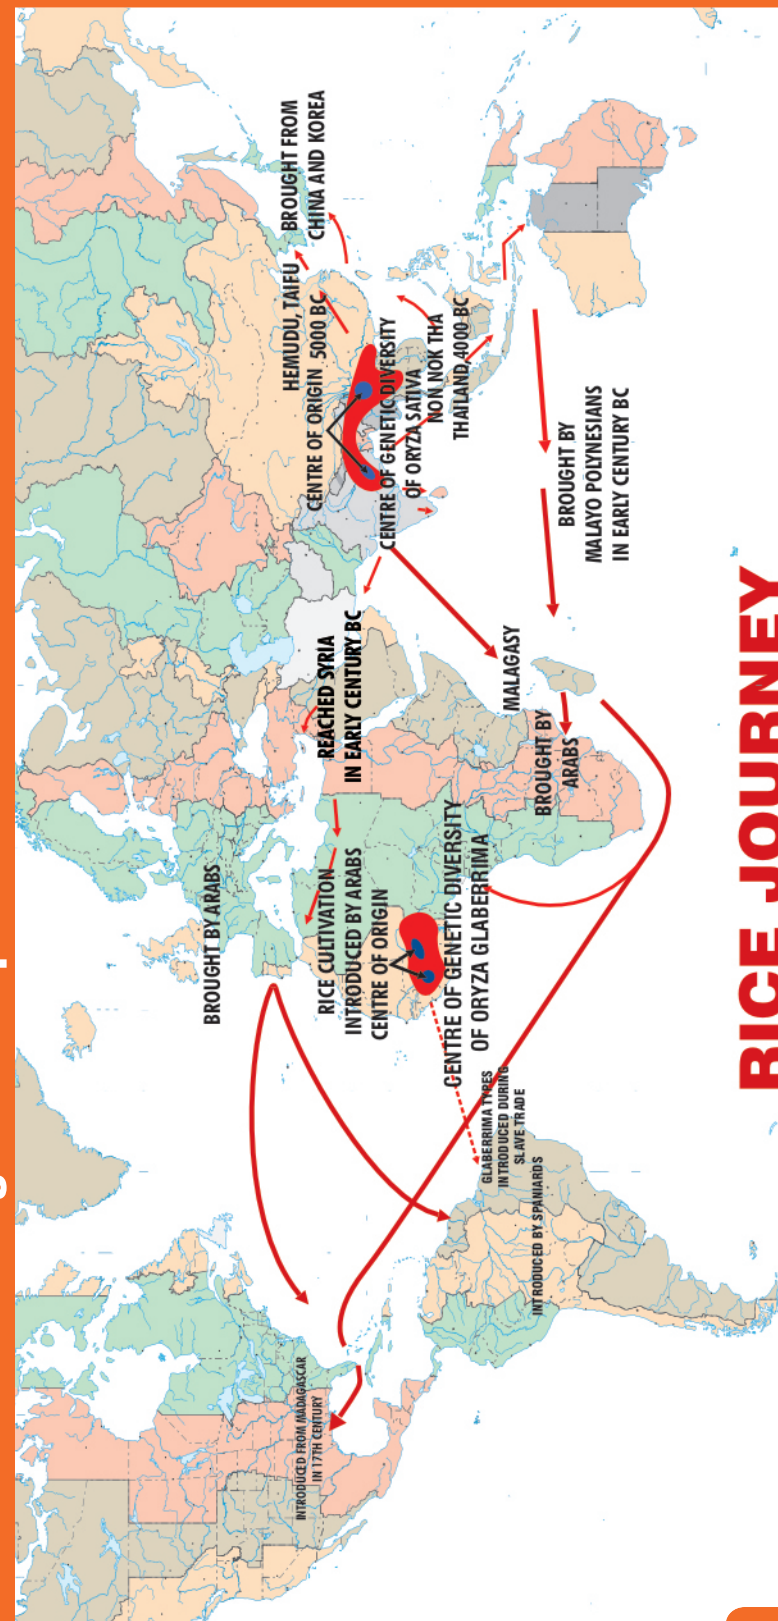 BROUGHT FROM
CHINA AND KOREA
HEMUDU, TAIFU
5000 BC
CENTRE OF ORIGIN
CENTRE OF GENETIC DIVERSITY
OF ORYZA SATIVA
NON NOK THA
THAILAND, 4000 BC
BROUGHT BY
MALAYO POLYNESIANS
IN EARLY CENTURY BC
REACHED SYRIA
IN EARLY CENTURY BC
MALAGASY
BROUGHT BY
ARABS
BROUGHT BY ARABS
RICE CULTIVATION
INTRODUCED BY ARABS
CENTRE OF ORIGIN
CENTRE OF GENETIC DIVERSITY
OF ORYZA GLABERRIMA
GLABERRIMA TYPES
INTRODUCED DURING
SLAVE TRADE
INTRODUCED BY SPANIARDS
INTRODUCED FROM MADAGASCAR
IN 17TH CENTURY
RICE JOURNEY